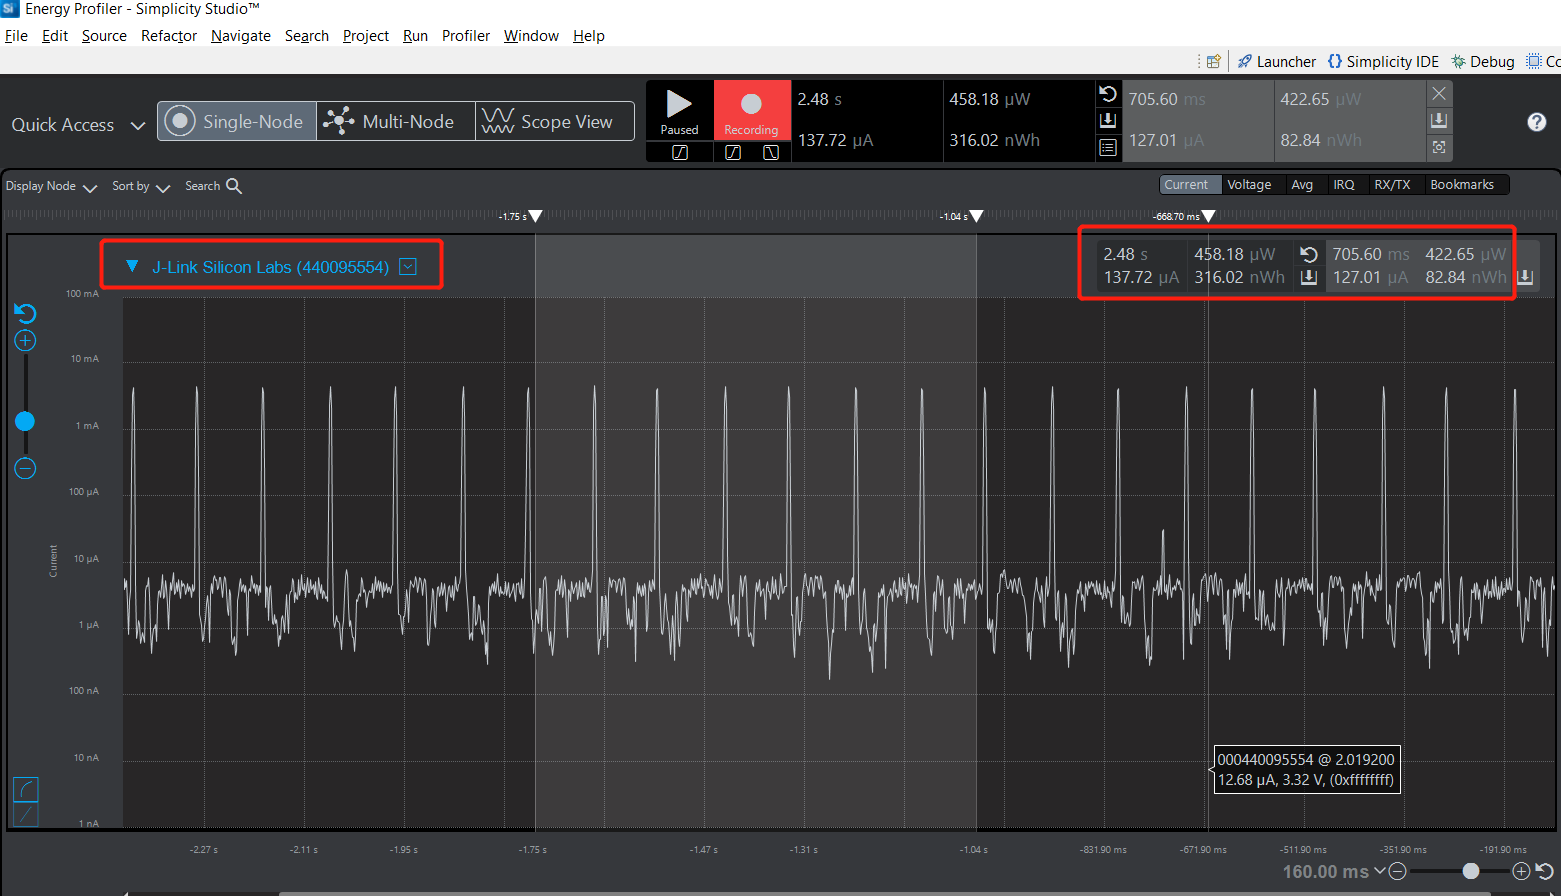 Energy Profiler - Simplicity Studio™
File Edit Source Refactor Navigate Search Project Run Profiler Window Help
Launcher {} Simplicity IDE Debug Co
Quick Access
Single-Node Multi-Node Scope View
Paused Recording
2.48 s 458.18 µW 705.60 ms 422.65 µW
137.72 µA 316.02 nWh 127.01 µA 82.84 nWh
Display Node Sort by Search
Current Voltage Avg IRQ RX/TX Bookmarks
-1.75 s -1.04 s -668.70 ms
J-Link Silicon Labs (440095554)
2.48 s 458.18 µW 705.60 ms 422.65 µW
137.72 µA 316.02 nWh 127.01 µA 82.84 nWh
100 mA
10 mA
1 mA
100 µA
10 µA
1 µA
100 nA
10 nA
1 nA
Current
000440095554 @ 2.019200
12.68 µA, 3.32 V, (0xffffffff)
-2.27 s -2.11 s -1.95 s -1.75 s -1.47 s -1.31 s -1.04 s -831.90 ms -671.90 ms -511.90 ms -351.90 ms -191.90 ms
160.00 ms